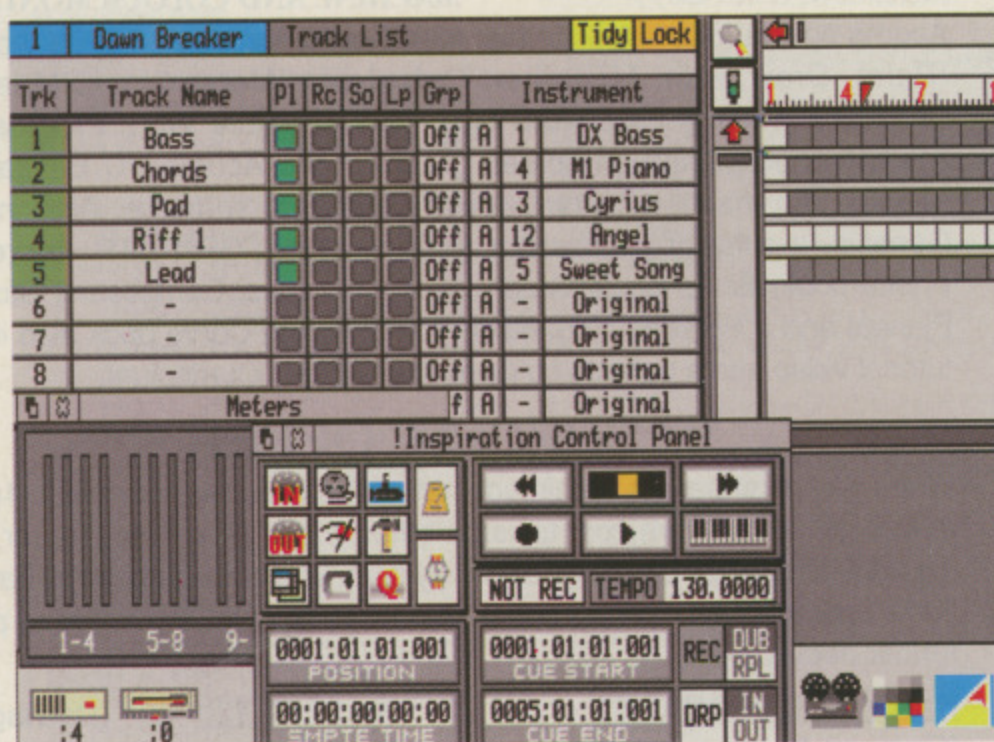 1 Dawn Breaker Track List Tidy Lock
Trk Track Name Pl Rc So Lp Grp Instrument
1 4 7
1 Bass Off A 1 DX Bass
2 Chords Off A 4 M1 Piano
3 Pad Off A 3 Cyrius
4 Riff 1 Off A 12 Angel
5 Lead Off A 5 Sweet Song
6 - Off A - Original
7 - Off A - Original
8 - Off A - Original
Meters f A - Original
!Inspiration Control Panel
IN
OUT
Q
NOT REC TEMPO 130.0000
1-4 5-8 9-
0001:01:01:001
POSITION
0001:01:01:001
CUE START
REC DUB
RPL
00:00:00:00:00
SMPTE TIME
0005:01:01:001
CUE END
DRP IN
OUT
:4 :0